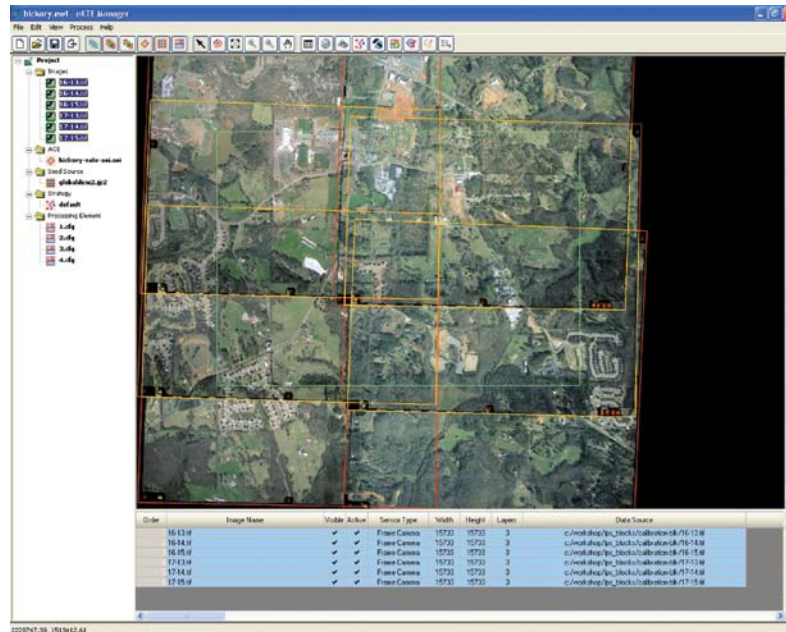 hickory.ewf - eATE Manager
File Edit View Process Help
Project
Images
16-13.tif
16-14.tif
16-15.tif
17-13.tif
17-14.tif
17-15.tif
AOI
hickory-eate-aoi.aoi
Seed Source
globaldem2.jp2
Strategy
default
Processing Element
1.cfg
2.cfg
3.cfg
4.cfg
Order Image Name Visible Active Sensor Type Width Height Layers Data Source
16-13.tif Frame Camera 15733 15733 3 c:/workshop/lps_blocks/calibration-blk/16-13.tif
16-14.tif Frame Camera 15733 15733 3 c:/workshop/lps_blocks/calibration-blk/16-14.tif
16-15.tif Frame Camera 15733 15733 3 c:/workshop/lps_blocks/calibration-blk/16-15.tif
17-13.tif Frame Camera 15733 15733 3 c:/workshop/lps_blocks/calibration-blk/17-13.tif
17-14.tif Frame Camera 15733 15733 3 c:/workshop/lps_blocks/calibration-blk/17-14.tif
17-15.tif Frame Camera 15733 15733 3 c:/workshop/lps_blocks/calibration-blk/17-15.tif